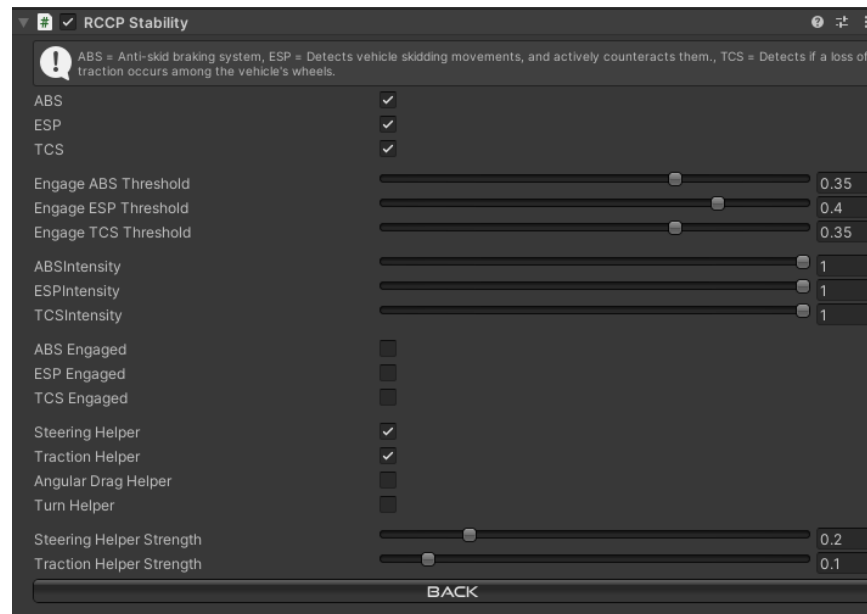 RCCP Stability
ABS = Anti-skid braking system, ESP = Detects vehicle skidding movements, and actively counteracts them., TCS = Detects if a loss of
traction occurs among the vehicle's wheels.
ABS
ESP
TCS
Engage ABS Threshold 0.35
Engage ESP Threshold 0.4
Engage TCS Threshold 0.35
ABSIntensity 1
ESPIntensity 1
TCSIntensity 1
ABS Engaged
ESP Engaged
TCS Engaged
Steering Helper
Traction Helper
Angular Drag Helper
Turn Helper
Steering Helper Strength 0.2
Traction Helper Strength 0.1
BACK